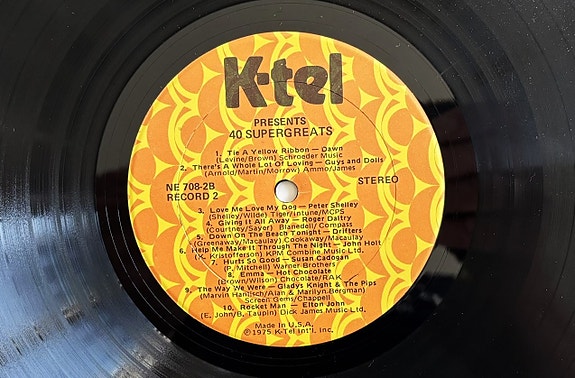 K-tel
PRESENTS
40 SUPERGREATS
1. Tie A Yellow Ribbon — Dawn
(Levine/Brown) Schroeder Music
2. There's A Whole Lot Of Loving — Guys and Dolls
(Arnold/Martin/Morrow) Ammo/James
NE 708-2B
RECORD 2
STEREO
3. Love Me Love My Dog — Peter Shelley
(Shelley/Wilde) Tiger/Intune/MCPS
4. Giving It All Away — Roger Daltry
(Courtney/Sayer) Blanedell/ Compass
5. Down On The Beach Tonight — Drifters
(Greenaway/Macaulay) Cookaway/Macaulay
6. Help Me Make It Through The Night — John Holt
(K. Kristofferson) KPM Combine Music Ltd.
7. Hurt So Good — Susan Cadogan
(P. Mitchell) Warner Brothers
8. Emma — Hot Chocolate
(Brown/Wilson) Chocolate/RAK
9. The Way We Were — Gladys Knight & The Pips
(Marvin Hamlisch/Alan & Marilyn Bergman)
Screen Gems/Chappell
10. Rocket Man — Elton John
(E. John/B. Taupin) Dick James Music Ltd.
Made In U.S.A.
℗1975 K-tel Int'l, Inc.